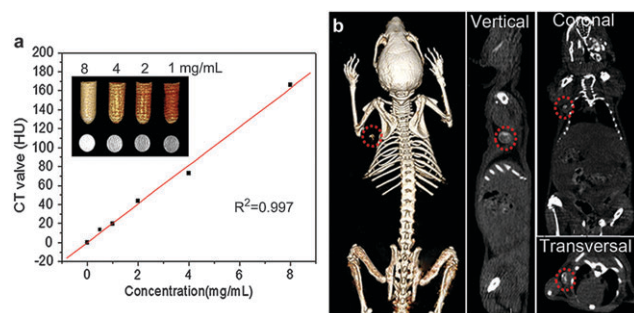 a
8 4 2 1 mg/mL
CT valve (HU)
200
180
160
140
120
100
80
60
40
20
0
-20
R²=0.997
0 2 4 6 8
Concentration(mg/mL)
b
Vertical
Coronal
Transversal